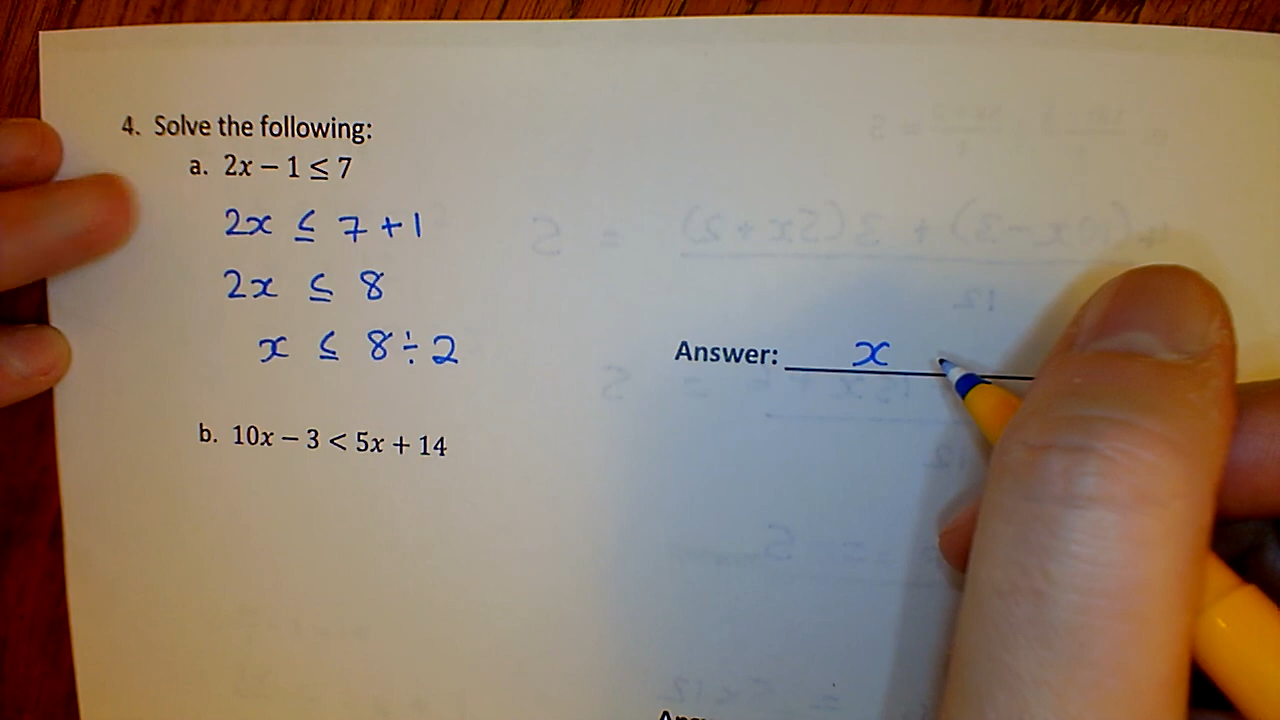 4. Solve the following:
a. 2x − 1 ≤ 7
2x ≤ 7 + 1
2x ≤ 8
x ≤ 8 ÷ 2
Answer: x
b. 10x − 3 < 5x + 14